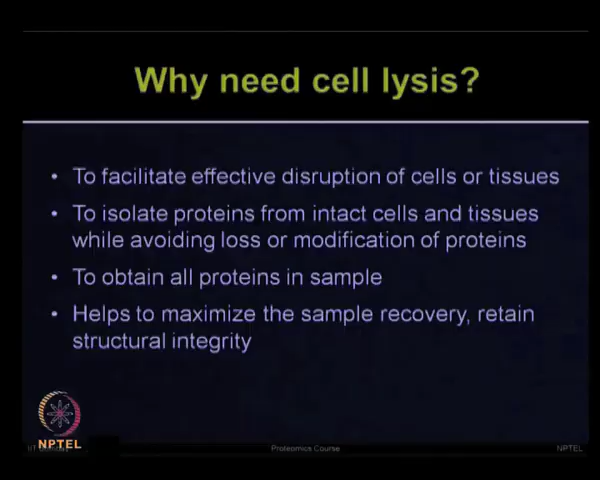 Why need cell lysis?
• To facilitate effective disruption of cells or tissues
• To isolate proteins from intact cells and tissues
while avoiding loss or modification of proteins
• To obtain all proteins in sample
• Helps to maximize the sample recovery, retain
structural integrity
NPTEL
Proteomics Course
NPTEL